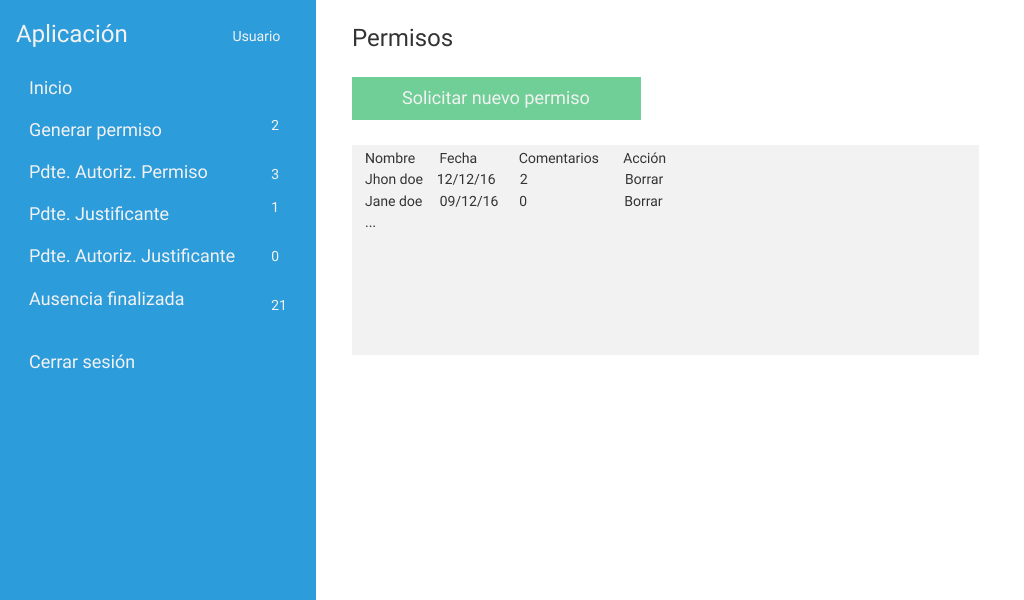 Aplicación Usuario
Inicio
Generar permiso 2
Pdte. Autoriz. Permiso 3
Pdte. Justificante 1
Pdte. Autoriz. Justificante 0
Ausencia finalizada 21
Cerrar sesión
Permisos
Solicitar nuevo permiso
Nombre Fecha Comentarios Acción
Jhon doe 12/12/16 2 Borrar
Jane doe 09/12/16 0 Borrar
...